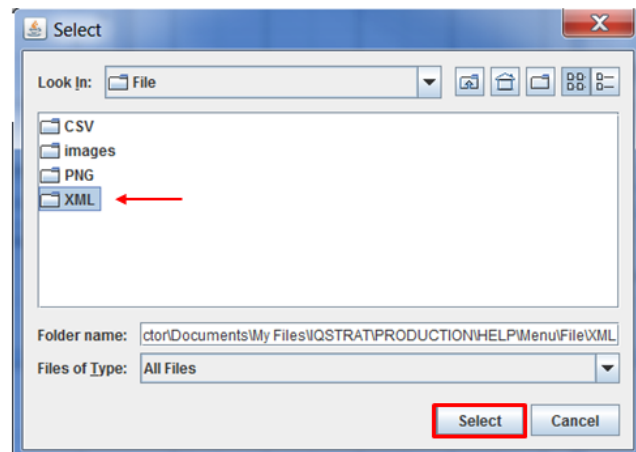 Select
Look In: File
CSV
images
PNG
XML
Folder name: ctor\Documents\My Files\IQSTRAT\PRODUCTION\HELP\Menu\File\XML
Files of Type: All Files
Select Cancel